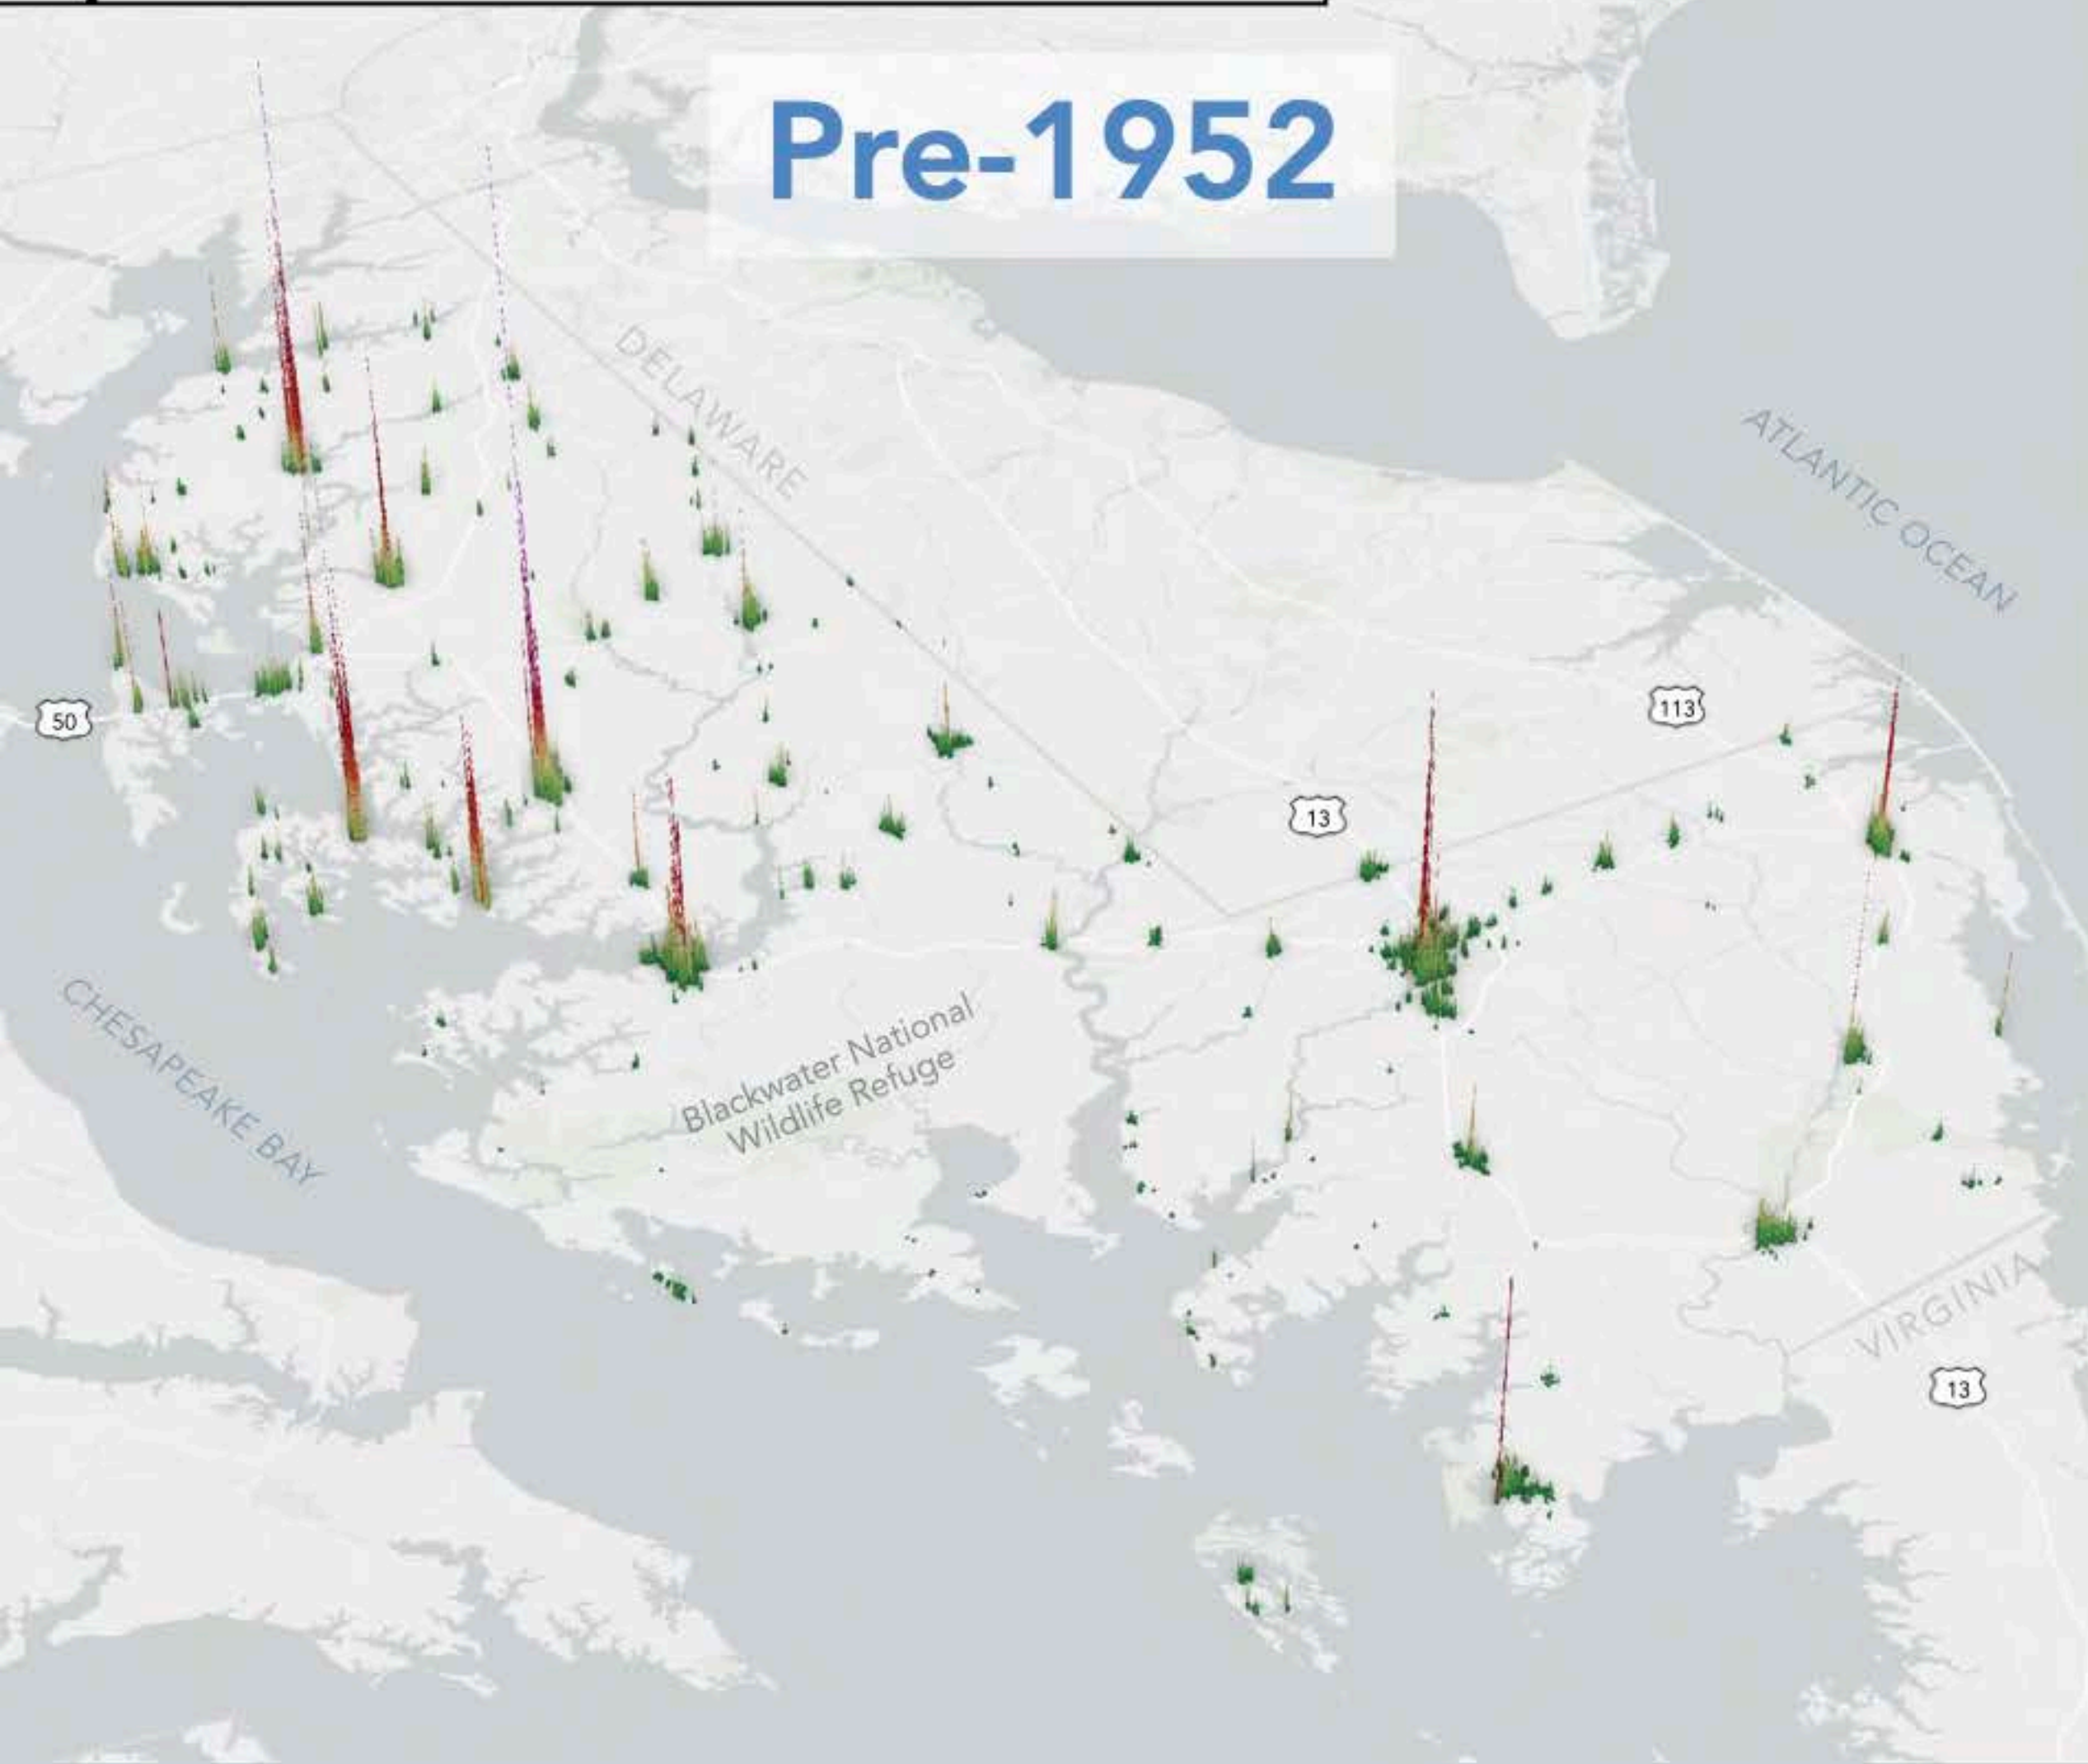 Pre-1952
DELAWARE
ATLANTIC OCEAN
50
113
13
CHESAPEAKE BAY
Blackwater National
Wildlife Refuge
VIRGINIA
13